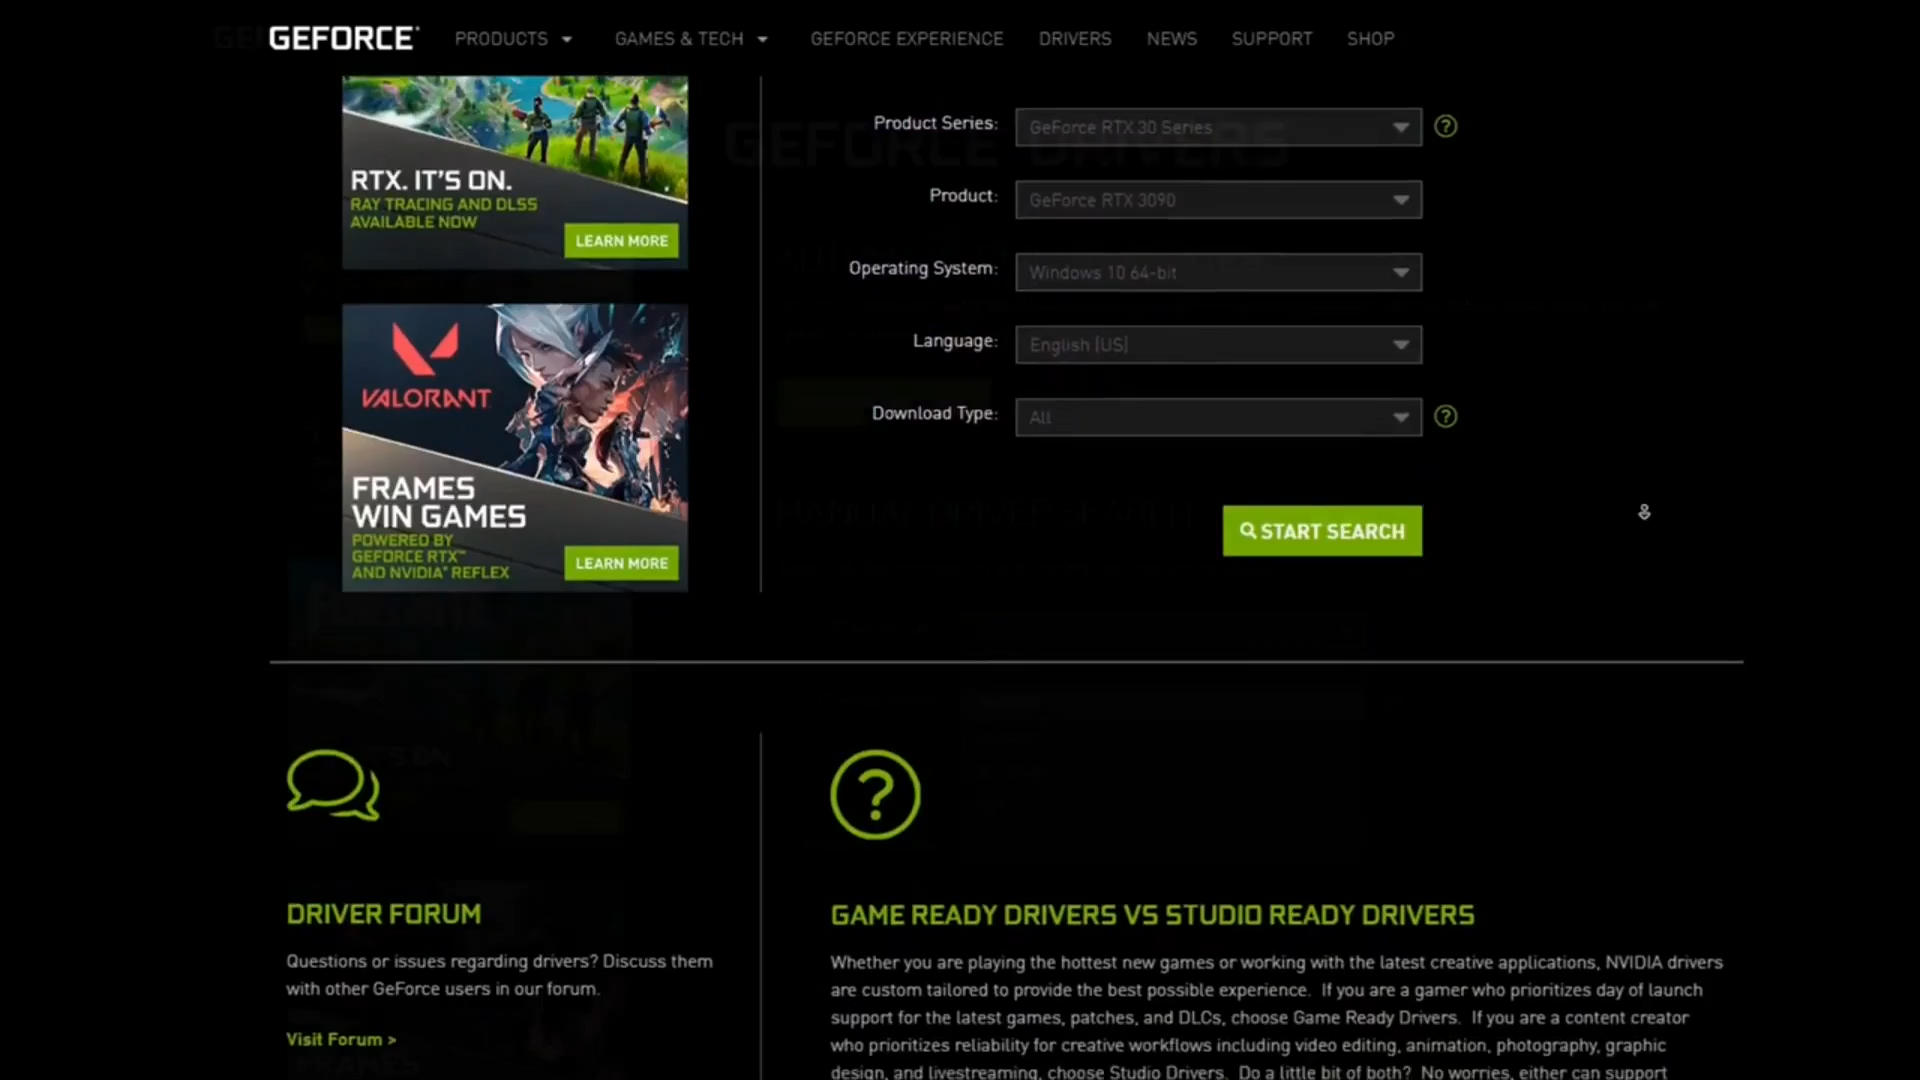 GEFORCE
PRODUCTS
GAMES & TECH
GEFORCE EXPERIENCE
DRIVERS
NEWS
SUPPORT
SHOP
GEFORCE DRIVERS
RTX. IT'S ON.
RAY TRACING AND DLSS
AVAILABLE NOW
LEARN MORE
VALORANT
FRAMES
WIN GAMES
POWERED BY
GEFORCE RTX™
AND NVIDIA® REFLEX
LEARN MORE
Product Series:
GeForce RTX 30 Series
?
Product:
GeForce RTX 3090
Operating System:
Windows 10 64-bit
Language:
English (US)
Download Type:
All
?
START SEARCH
DRIVER FORUM
Questions or issues regarding drivers? Discuss them
with other GeForce users in our forum.
Visit Forum >
?
GAME READY DRIVERS VS STUDIO READY DRIVERS
Whether you are playing the hottest new games or working with the latest creative applications, NVIDIA drivers
are custom tailored to provide the best possible experience. If you are a gamer who prioritizes day of launch
support for the latest games, patches, and DLCs, choose Game Ready Drivers. If you are a content creator
who prioritizes reliability for creative workflows including video editing, animation, photography, graphic
design, and livestreaming, choose Studio Drivers. Do a little bit of both? No worries, either can support